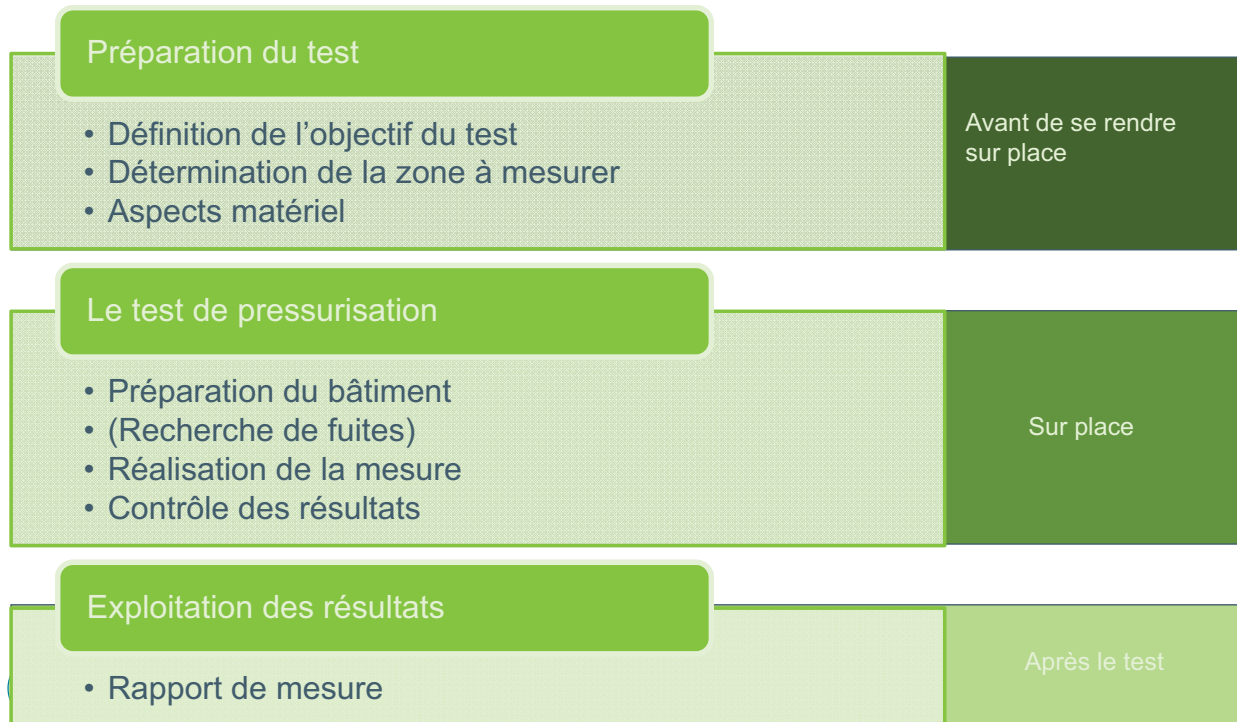 Préparation du test
• Définition de l'objectif du test
• Détermination de la zone à mesurer
• Aspects matériel
Avant de se rendre
sur place
Le test de pressurisation
• Préparation du bâtiment
• (Recherche de fuites)
• Réalisation de la mesure
• Contrôle des résultats
Sur place
Exploitation des résultats
• Rapport de mesure
Après le test